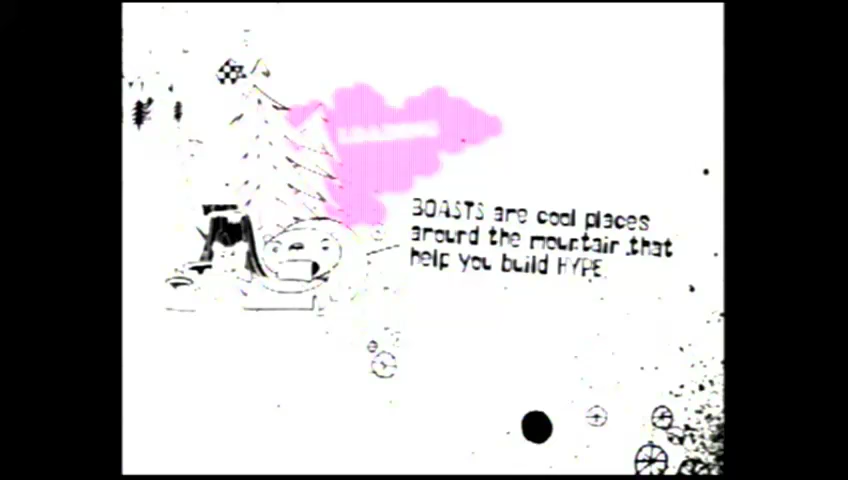 LOADING
BOASTS are cool places
around the mountain that
help you build HYPE.